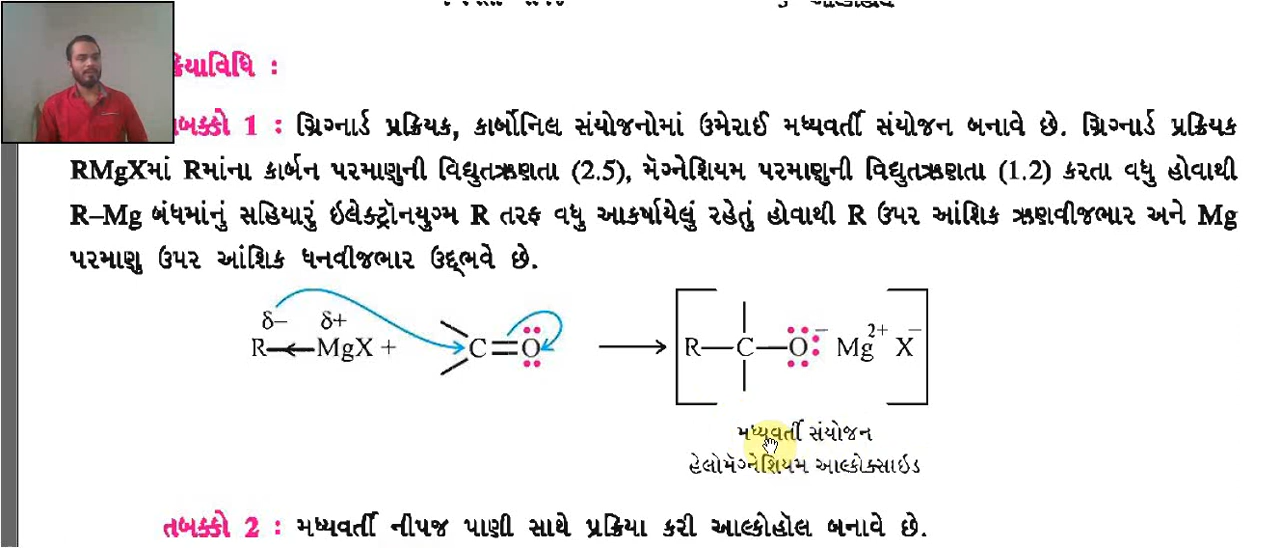 ક્રિયાવિધિ :
તબક્કો 1 : ગ્રિગ્નાર્ડ પ્રક્રિયક, કાર્બોનિલ સંયોજનોમાં ઉમેરાઈ મધ્યવર્તી સંયોજન બનાવે છે. ગ્રિગ્નાર્ડ પ્રક્રિયક
RMgXમાં Rમાંના કાર્બન પરમાણુની વિદ્યુતઋણતા (2.5), મૅગ્નેશિયમ પરમાણુની વિદ્યુતઋણતા (1.2) કરતા વધુ હોવાથી
R–Mg બંધમાંનું સહિયારું ઇલેક્ટ્રૉનયુગ્મ R તરફ વધુ આકર્ષાયેલું રહેતું હોવાથી R ઉપર આંશિક ઋણવીજભાર અને Mg
પરમાણુ ઉપર આંશિક ધનવીજભાર ઉદ્ભવે છે.
δ– δ+
R MgX + C=O → [R—C—O:⁻ Mg²⁺ X⁻]
મધ્યવર્તી સંયોજન
હેલોમૅગ્નેશિયમ આલ્કોક્સાઇડ
તબક્કો 2 : મધ્યવર્તી નીપજ પાણી સાથે પ્રક્રિયા કરી આલ્કોહૉલ બનાવે છે.